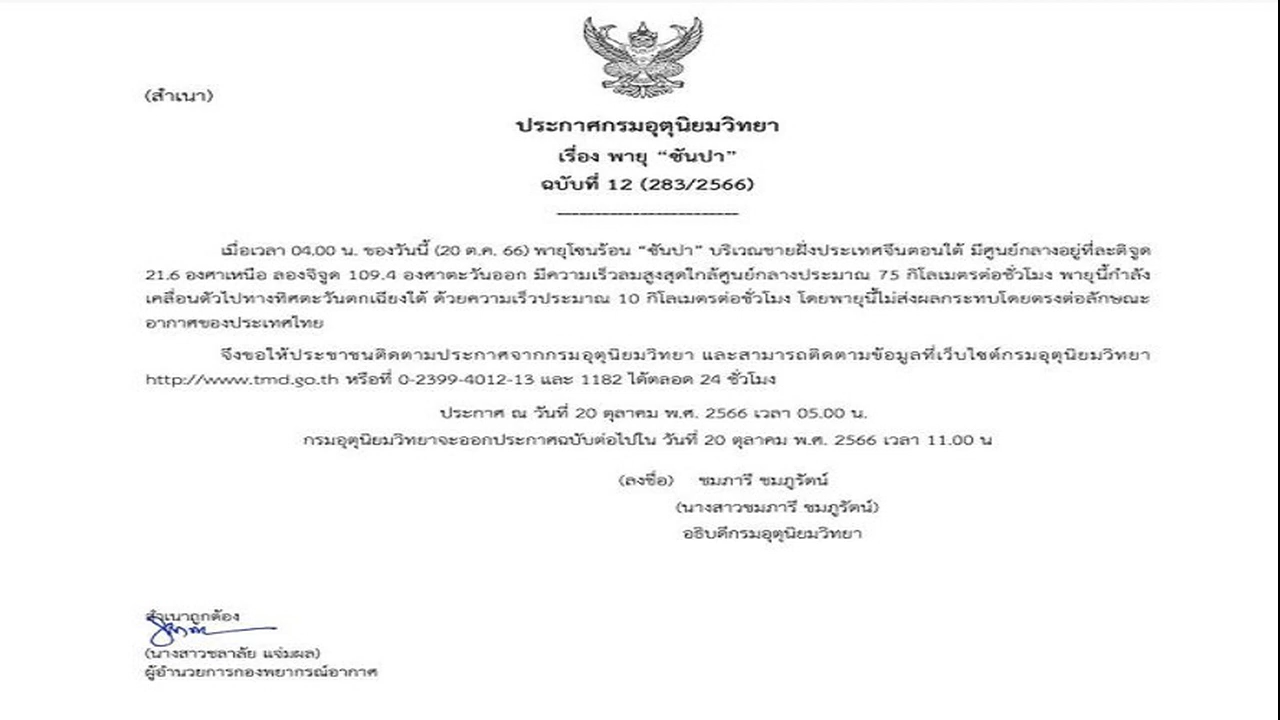 (สำเนา)
ประกาศกรมอุตุนิยมวิทยา
เรื่อง พายุ “ซันปา”
ฉบับที่ 12 (283/2566)
------------------------
เมื่อเวลา 04.00 น. ของวันนี้ (20 ต.ค. 66) พายุโซนร้อน “ซันปา” บริเวณชายฝั่งประเทศจีนตอนใต้ มีศูนย์กลางอยู่ที่ละติจูด
21.6 องศาเหนือ ลองจิจูด 109.4 องศาตะวันออก มีความเร็วลมสูงสุดใกล้ศูนย์กลางประมาณ 75 กิโลเมตรต่อชั่วโมง พายุนี้กำลัง
เคลื่อนตัวไปทางทิศตะวันตกเฉียงใต้ ด้วยความเร็วประมาณ 10 กิโลเมตรต่อชั่วโมง โดยพายุนี้ไม่ส่งผลกระทบโดยตรงต่อลักษณะ
อากาศของประเทศไทย
จึงขอให้ประชาชนติดตามประกาศจากกรมอุตุนิยมวิทยา และสามารถติดตามข้อมูลที่เว็บไซต์กรมอุตุนิยมวิทยา
http://www.tmd.go.th หรือที่ 0-2399-4012-13 และ 1182 ได้ตลอด 24 ชั่วโมง
ประกาศ ณ วันที่ 20 ตุลาคม พ.ศ. 2566 เวลา 05.00 น.
กรมอุตุนิยมวิทยาจะออกประกาศฉบับต่อไปใน วันที่ 20 ตุลาคม พ.ศ. 2566 เวลา 11.00 น
(ลงชื่อ) ชมภารี ชมภูรัตน์
(นางสาวชมภารี ชมภูรัตน์)
อธิบดีกรมอุตุนิยมวิทยา
สำเนาถูกต้อง
(นางสาวชลาลัย แจ่มผล)
ผู้อำนวยการกองพยากรณ์อากาศ